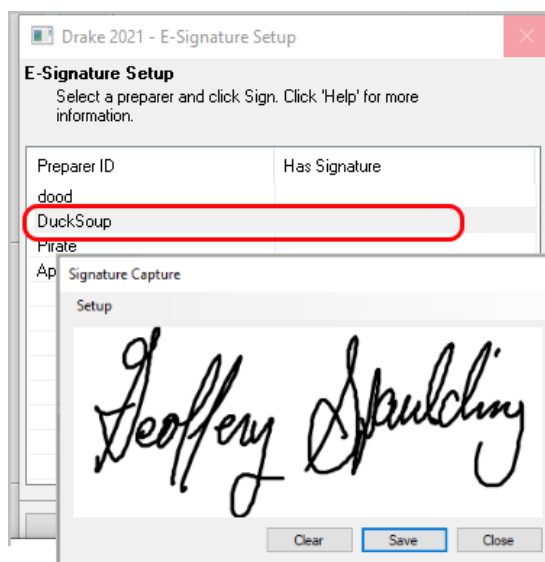 Drake 2021 - E-Signature Setup
E-Signature Setup
Select a preparer and click Sign. Click 'Help' for more
information.
Preparer ID Has Signature
dood
DuckSoup
Pirate
Ap
Signature Capture
Setup
Geoffery Spaulding
Clear Save Close